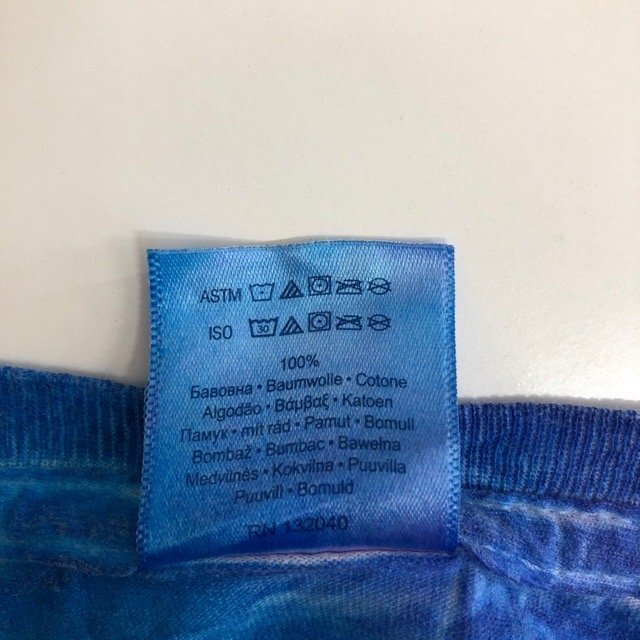 ASTM
ISO 30
100%
Бавовна • Baumwolle • Cotone
Algodão • Βάμβαξ • Katoen
Памук • mit rád • Pamut • Bomull
Bombaž • Bumbac • Bawełna
Medvilnės • Kokvilna • Puuvilla
Puuvill • Bomuld
RN 132040